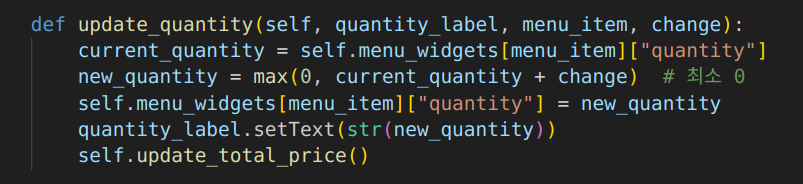 def update_quantity(self, quantity_label, menu_item, change):
    current_quantity = self.menu_widgets[menu_item]["quantity"]
    new_quantity = max(0, current_quantity + change)  # 최소 0
    self.menu_widgets[menu_item]["quantity"] = new_quantity
    quantity_label.setText(str(new_quantity))
    self.update_total_price()